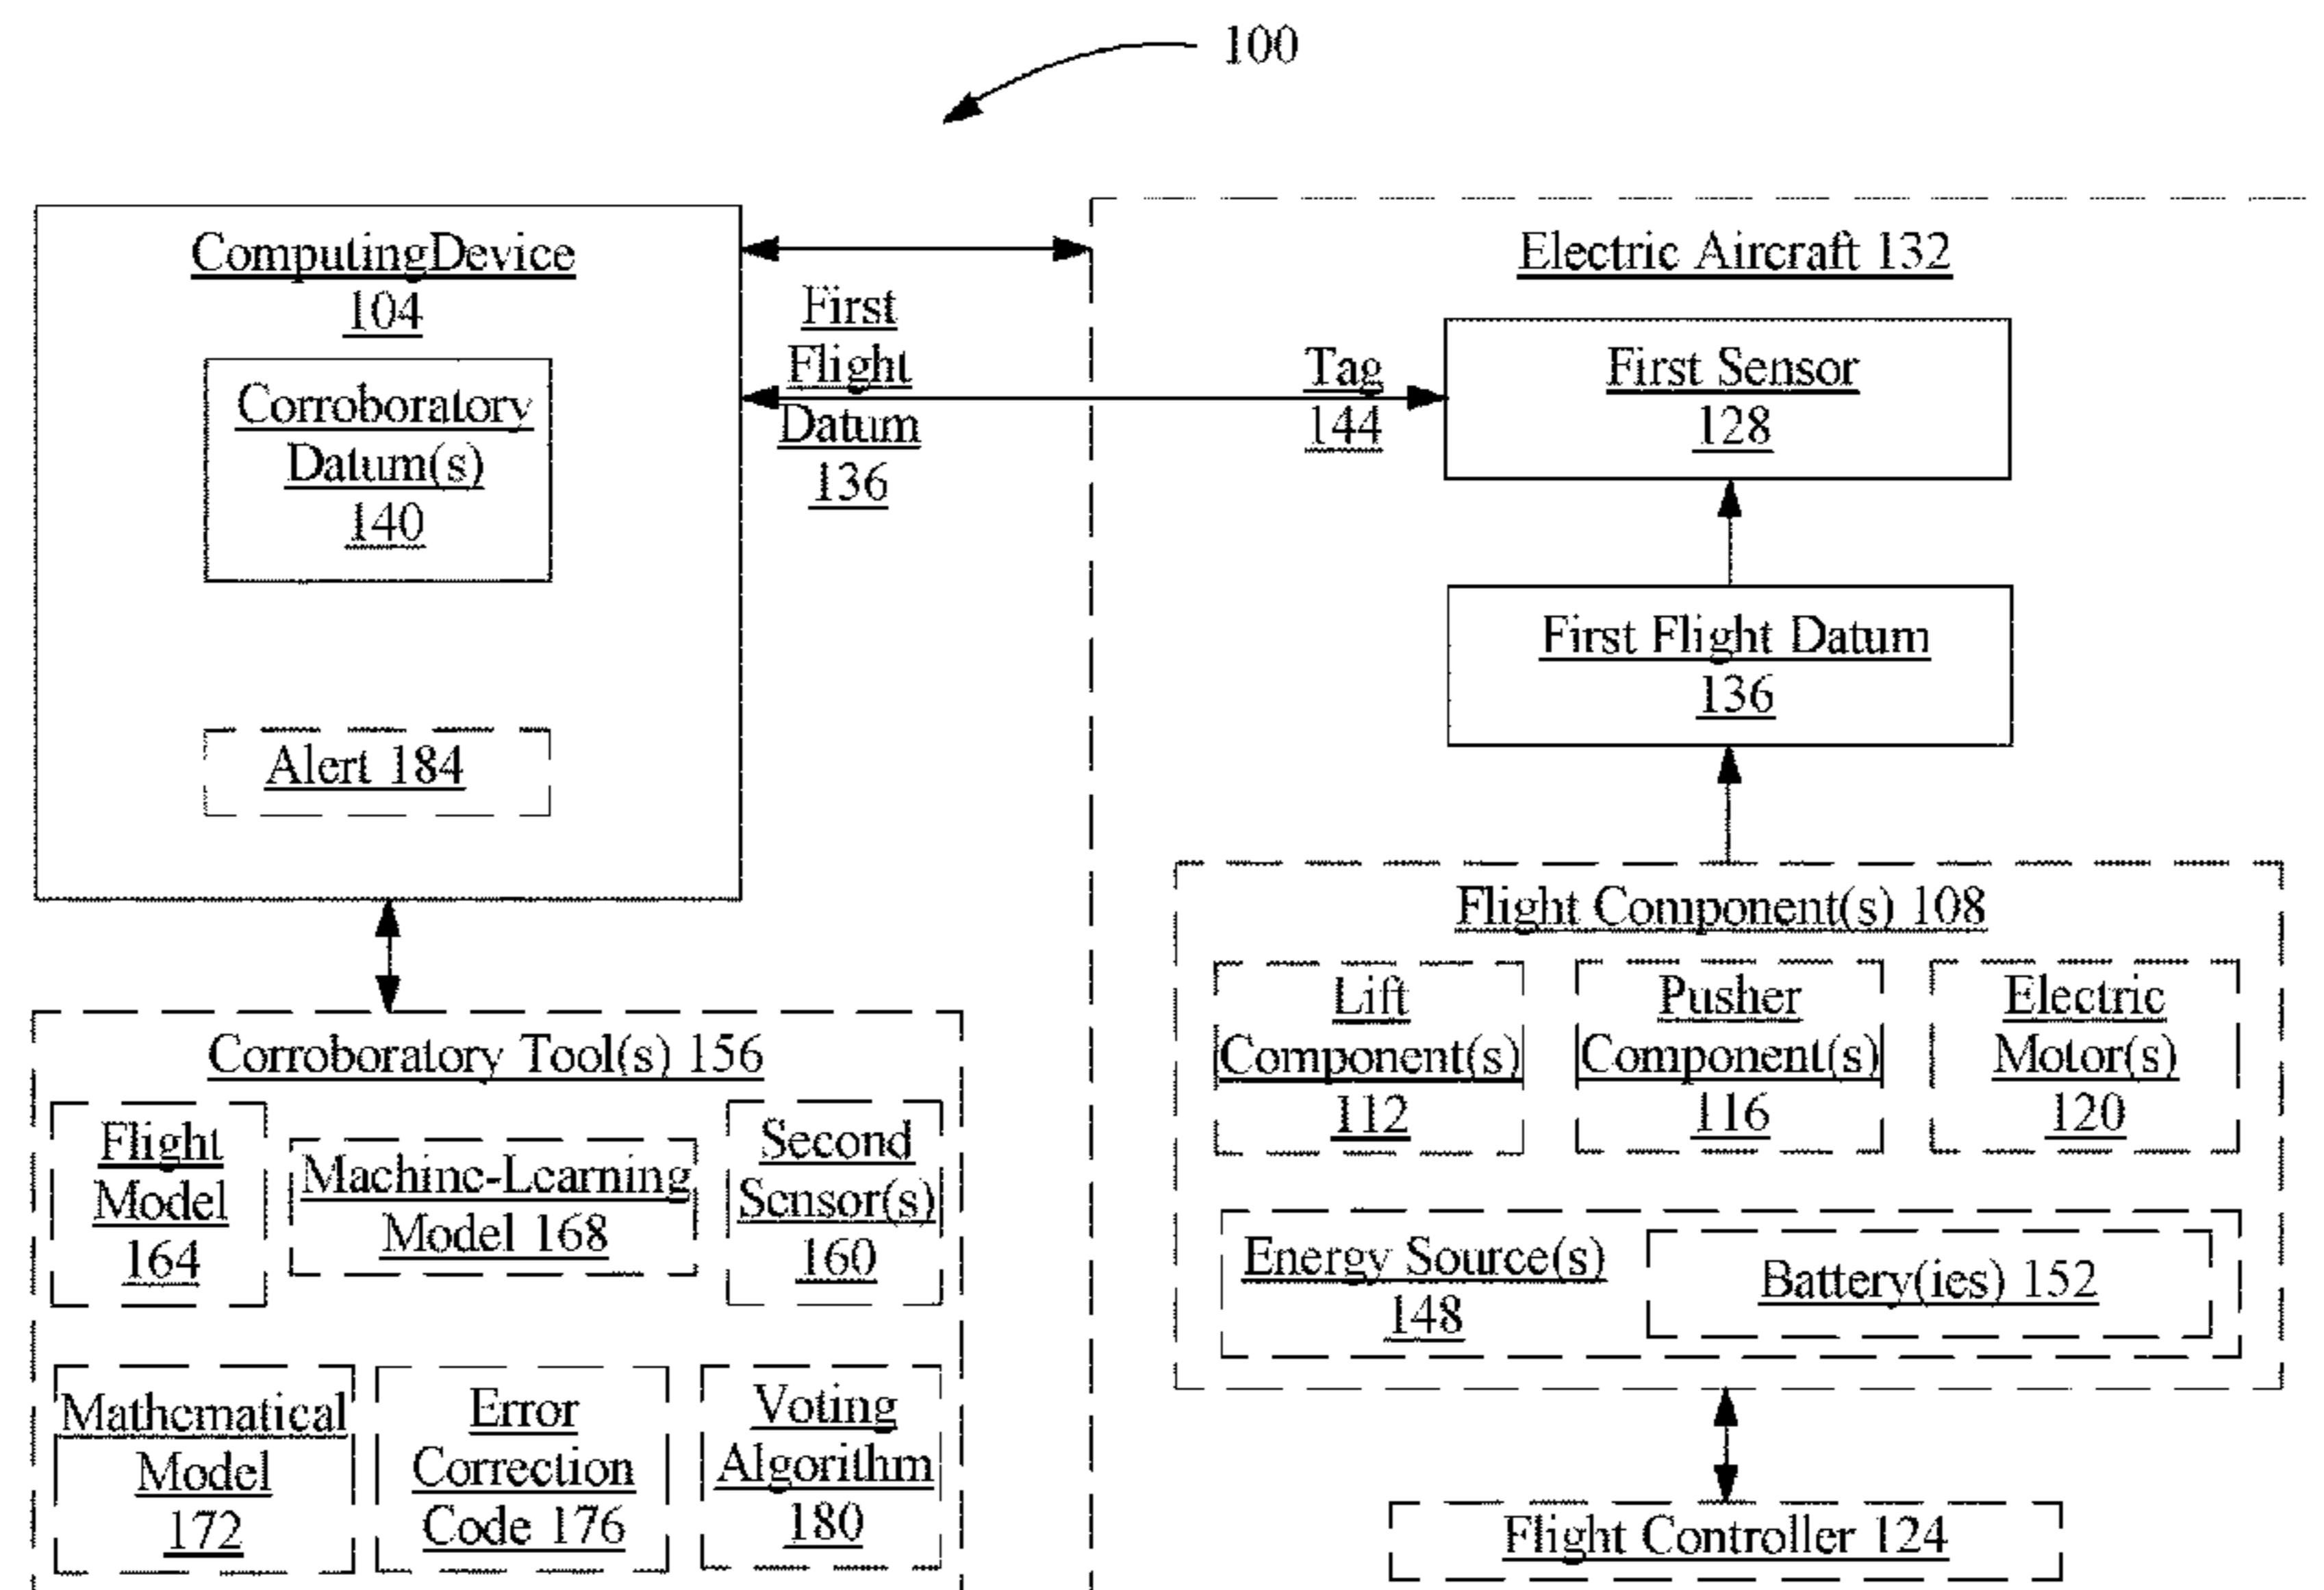 100
ComputingDevice
104
Corroboratory
Datum(s)
140
Alert 184
First
Flight
Datum
136
Tag
144
Electric Aircraft 132
First Sensor
128
First Flight Datum
136
Flight Component(s) 108
Lift
Component(s)
112
Pusher
Component(s)
116
Electric
Motor(s)
120
Energy Source(s)
148
Battery(ies) 152
Flight Controller 124
Corroboratory Tool(s) 156
Flight
Model
164
Machine-Learning
Model 168
Second
Sensor(s)
160
Mathematical
Model
172
Error
Correction
Code 176
Voting
Algorithm
180